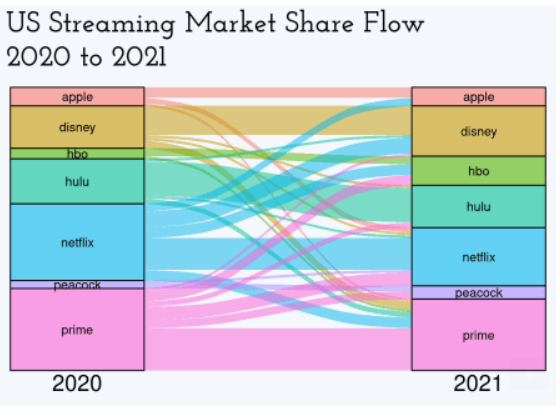 US Streaming Market Share Flow
2020 to 2021
apple
disney
hbo
hulu
netflix
peacock
prime
2020
apple
disney
hbo
hulu
netflix
peacock
prime
2021